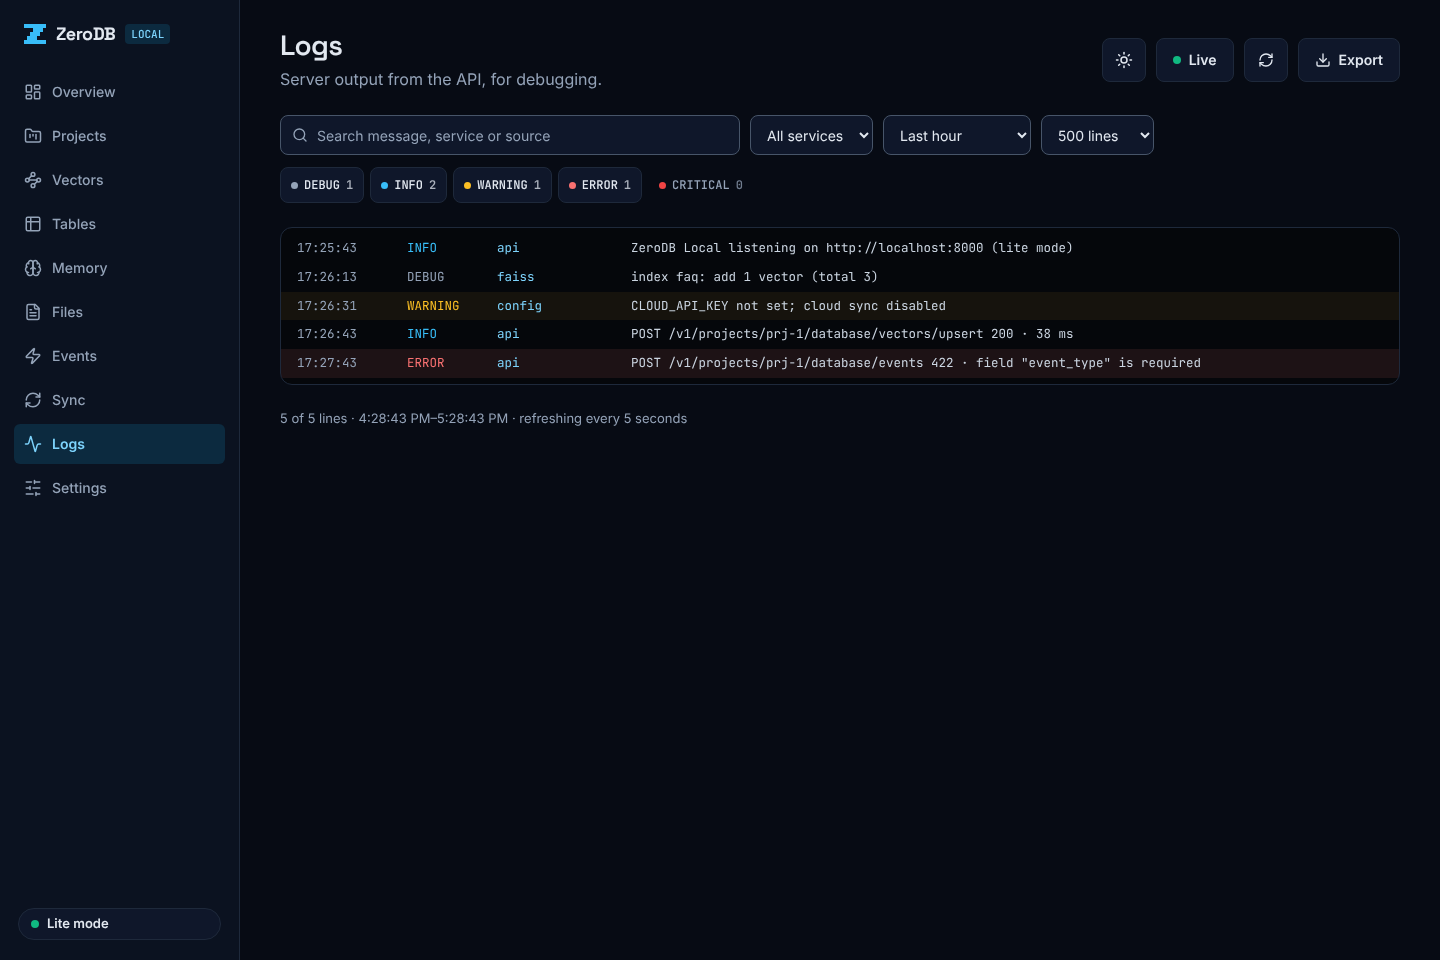 ZeroDB LOCAL
Overview
Projects
Vectors
Tables
Memory
Files
Events
Sync
Logs
Settings
Lite mode
Logs
Server output from the API, for debugging.
Live
Export
Search message, service or source
All services
Last hour
500 lines
DEBUG 1
INFO 2
WARNING 1
ERROR 1
CRITICAL 0
17:25:43 INFO api ZeroDB Local listening on http://localhost:8000 (lite mode)
17:26:13 DEBUG faiss index faq: add 1 vector (total 3)
17:26:31 WARNING config CLOUD_API_KEY not set; cloud sync disabled
17:26:43 INFO api POST /v1/projects/prj-1/database/vectors/upsert 200 · 38 ms
17:27:43 ERROR api POST /v1/projects/prj-1/database/events 422 · field "event_type" is required
5 of 5 lines · 4:28:43 PM–5:28:43 PM · refreshing every 5 seconds